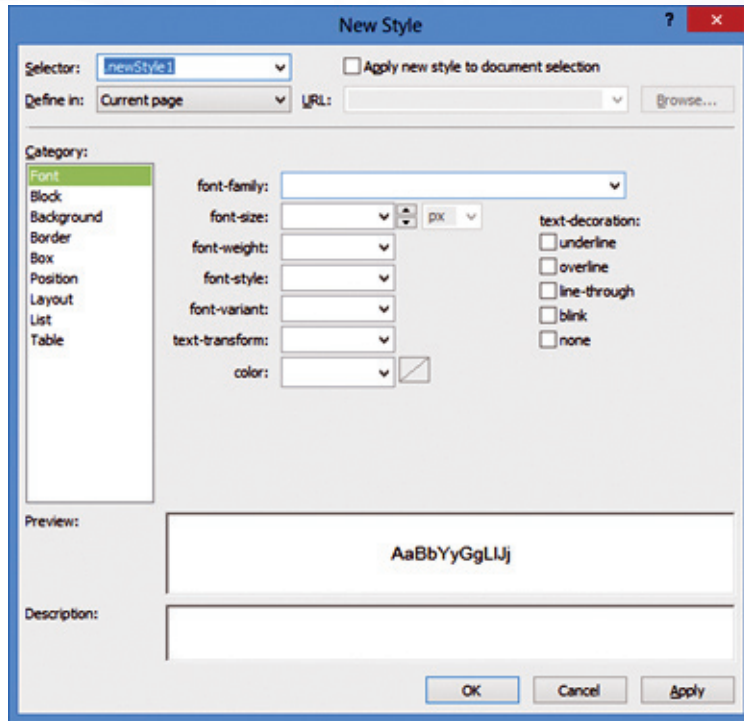 New Style
?
Selector: .newStyle1
Apply new style to document selection
Define in: Current page URL: Browse...
Category:
Font
Block
Background
Border
Box
Position
Layout
List
Table
font-family:
font-size: px
font-weight:
font-style:
font-variant:
text-transform:
color:
text-decoration:
underline
overline
line-through
blink
none
Preview:
AaBbYyGgLlJj
Description:
OK Cancel Apply